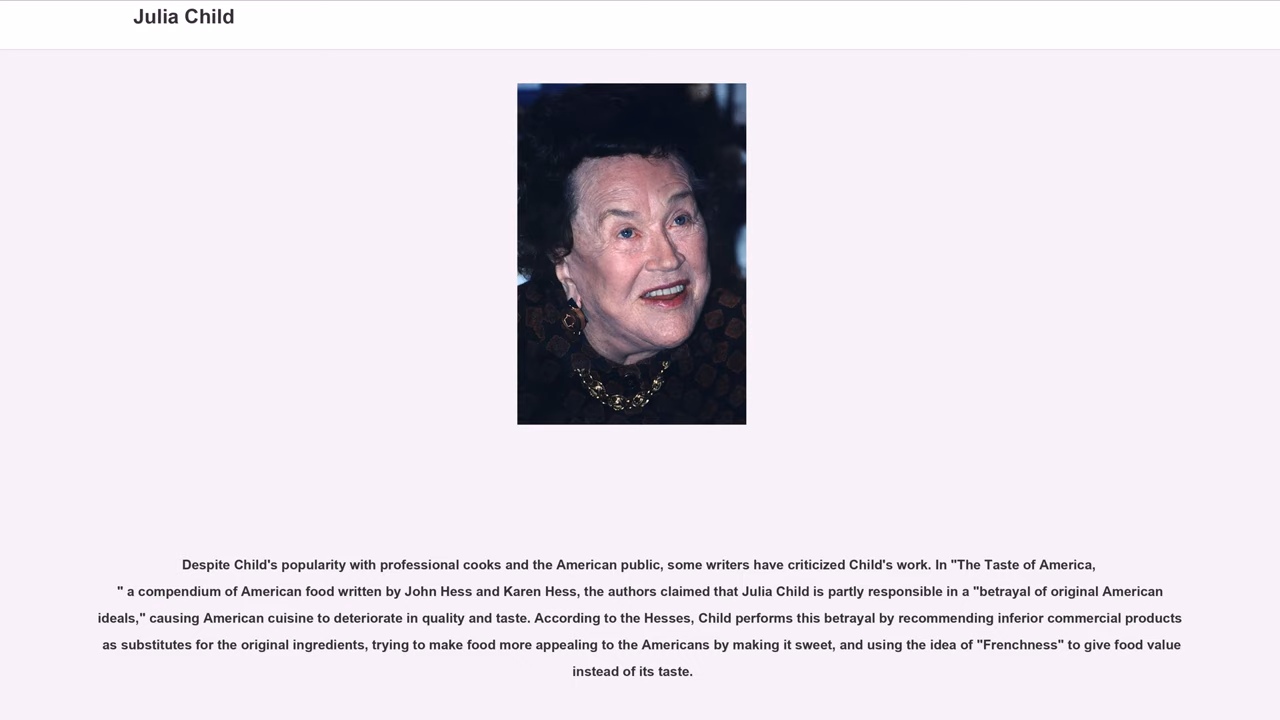 Julia Child
Despite Child's popularity with professional cooks and the American public, some writers have criticized Child's work. In "The Taste of America,
" a compendium of American food written by John Hess and Karen Hess, the authors claimed that Julia Child is partly responsible in a "betrayal of original American
ideals," causing American cuisine to deteriorate in quality and taste. According to the Hesses, Child performs this betrayal by recommending inferior commercial products
as substitutes for the original ingredients, trying to make food more appealing to the Americans by making it sweet, and using the idea of "Frenchness" to give food value
instead of its taste.